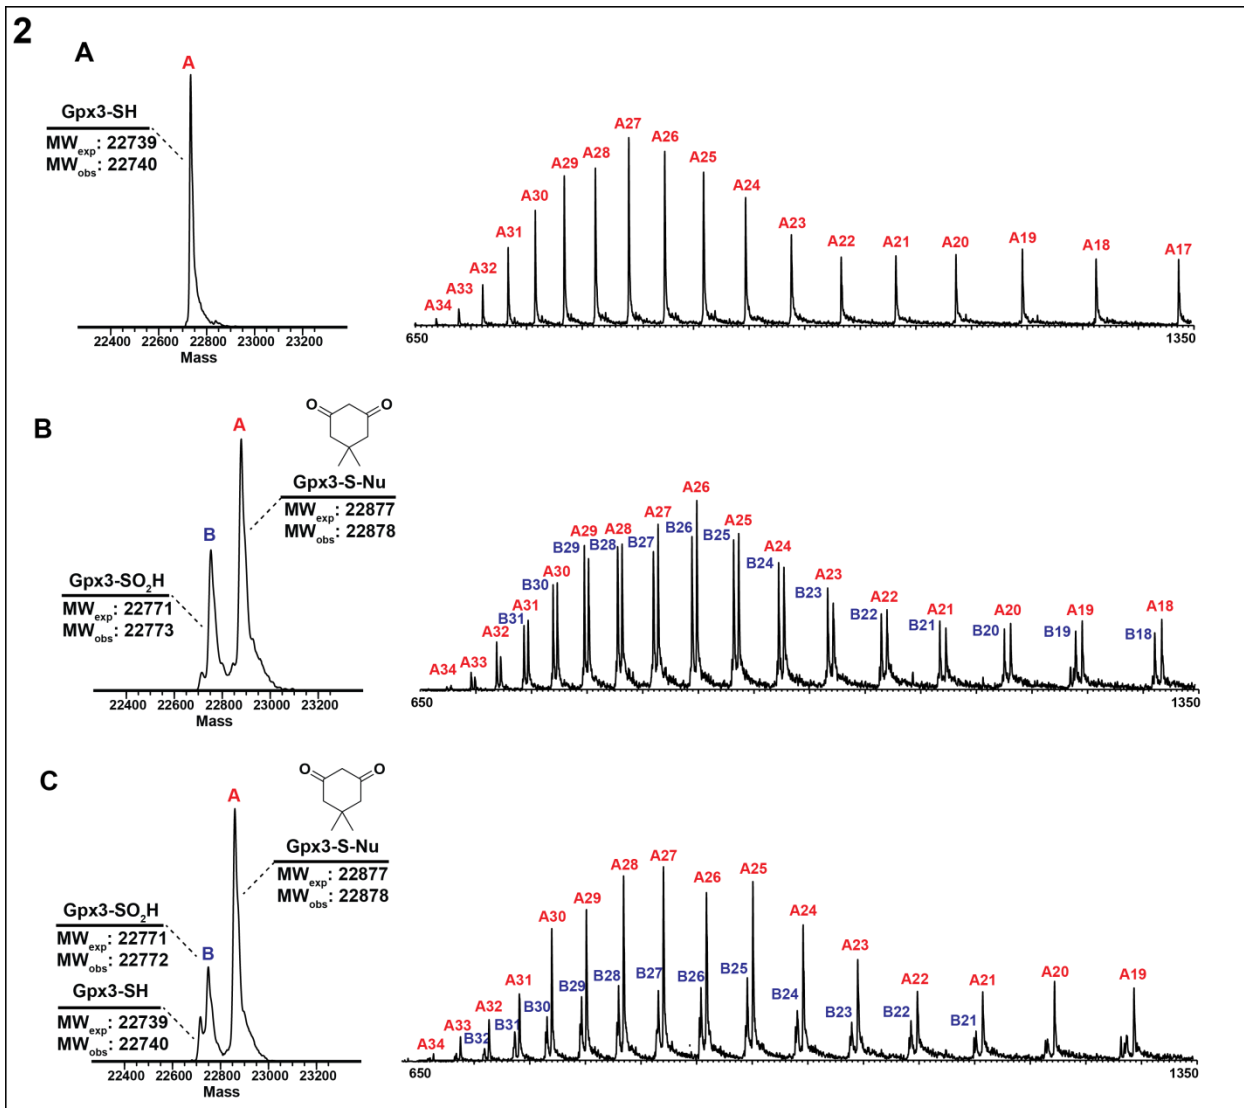 2
A
A
Gpx3-SH
MWexp: 22739
MWobs: 22740
22400 22600 22800 23000 23200
Mass
A34 A33 A32 A31 A30 A29 A28 A27 A26 A25 A24 A23 A22 A21 A20 A19 A18 A17
650 1350
B
O O
A
Gpx3-S-Nu
MWexp: 22877
MWobs: 22878
B
Gpx3-SO2H
MWexp: 22771
MWobs: 22773
22400 22600 22800 23000 23200
Mass
A34 A33 A32 A31 A30 A29 A28 A27 A26 A25 A24 A23 A22 A21 A20 A19 A18
B31 B30 B29 B28 B27 B26 B25 B24 B23 B22 B21 B20 B19 B18
650 1350
C
O O
A
Gpx3-S-Nu
MWexp: 22877
MWobs: 22878
Gpx3-SO2H
MWexp: 22771
MWobs: 22772
B
Gpx3-SH
MWexp: 22739
MWobs: 22740
22400 22600 22800 23000 23200
Mass
A34 A33 A32 A31 A30 A29 A28 A27 A26 A25 A24 A23 A22 A21 A20 A19
B32 B31 B30 B29 B28 B27 B26 B25 B24 B23 B22 B21
650 1350